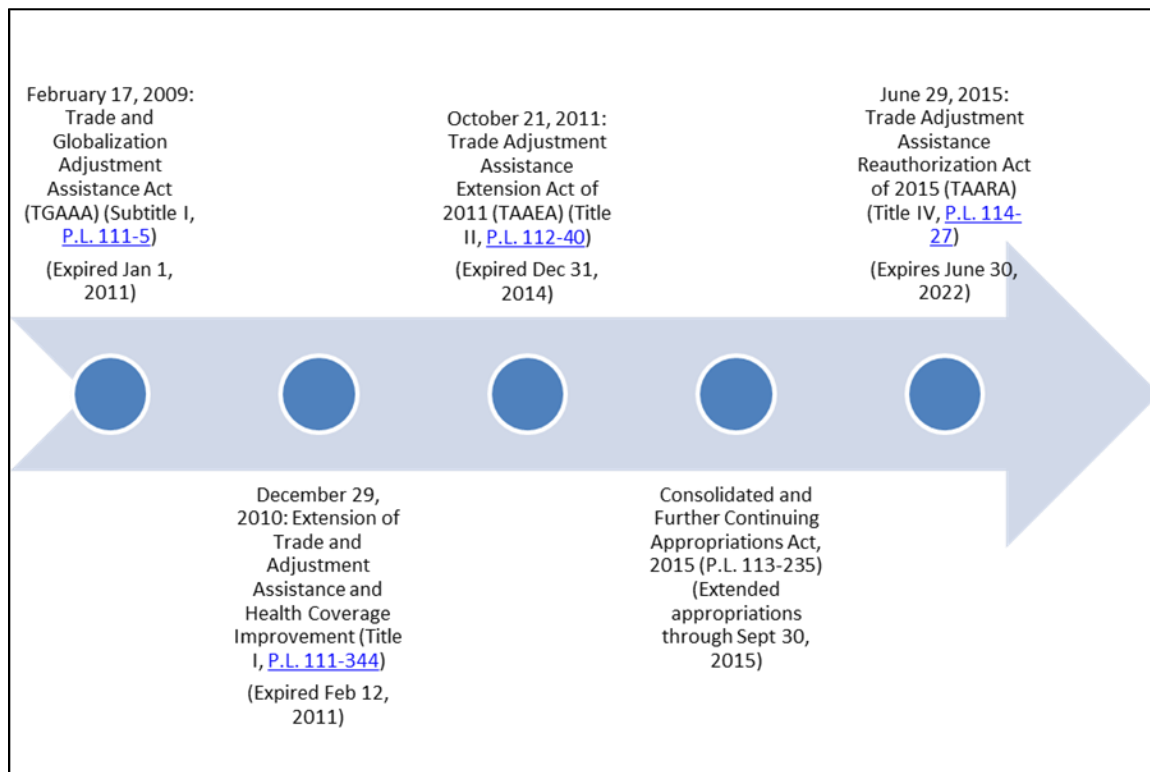 February 17, 2009:
Trade and
Globalization
Adjustment
Assistance Act
(TGAAA) (Subtitle I,
P.L. 111-5)
(Expired Jan 1,
2011)
December 29,
2010: Extension of
Trade and
Adjustment
Assistance and
Health Coverage
Improvement (Title
I, P.L. 111-344)
(Expired Feb 12,
2011)
October 21, 2011:
Trade Adjustment
Assistance
Extension Act of
2011 (TAAEA) (Title
II, P.L. 112-40)
(Expired Dec 31,
2014)
Consolidated and
Further Continuing
Appropriations Act,
2015 (P.L. 113-235)
(Extended
appropriations
through Sept 30,
2015)
June 29, 2015:
Trade Adjustment
Assistance
Reauthorization Act
of 2015 (TAARA)
(Title IV, P.L. 114-
27)
(Expires June 30,
2022)